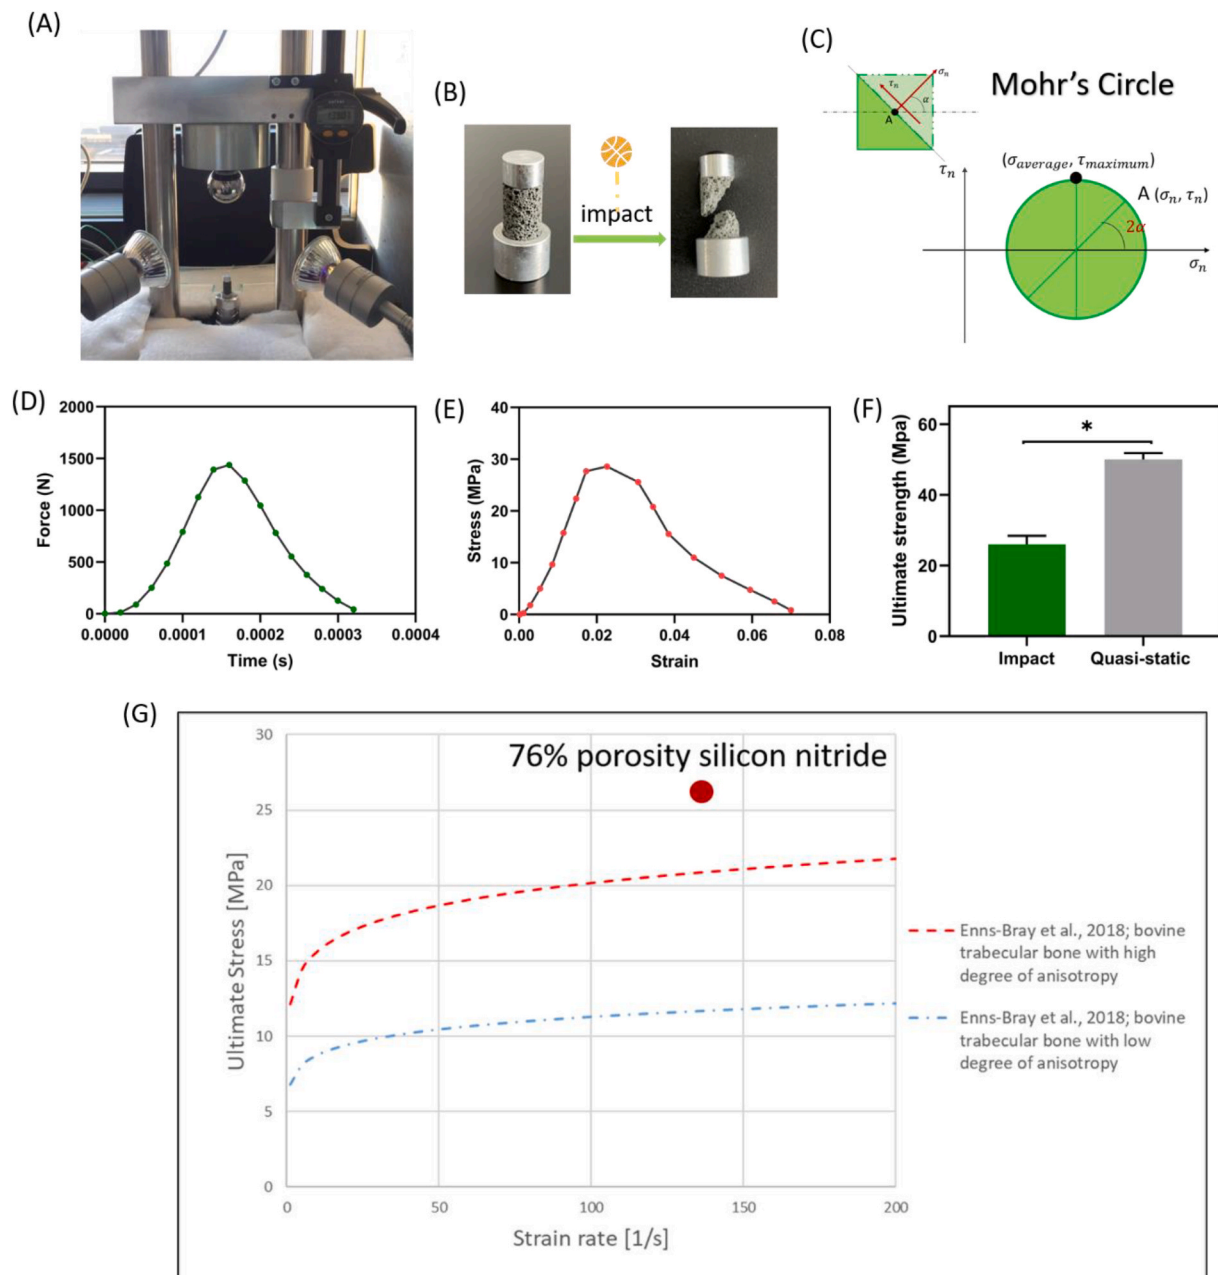 (A)
(B)
impact
(C)
Mohr's Circle
σₙ
τₙ
α
A
τₙ
(σ_average, τ_maximum)
A (σₙ, τₙ)
2α
σₙ
(D)
2000
1500
1000
500
0
Force (N)
0.0000 0.0001 0.0002 0.0003 0.0004
Time (s)
(E)
40
30
20
10
0
Stress (MPa)
0.00 0.02 0.04 0.06 0.08
Strain
(F)
60
40
20
0
Ultimate strength (Mpa)
*
Impact Quasi-static
(G)
30
25
20
15
10
5
0
Ultimate Stress [MPa]
76% porosity silicon nitride
0 50 100 150 200
Strain rate [1/s]
Enns-Bray et al., 2018; bovine
trabecular bone with high
degree of anisotropy
Enns-Bray et al., 2018; bovine
trabecular bone with low
degree of anisotropy